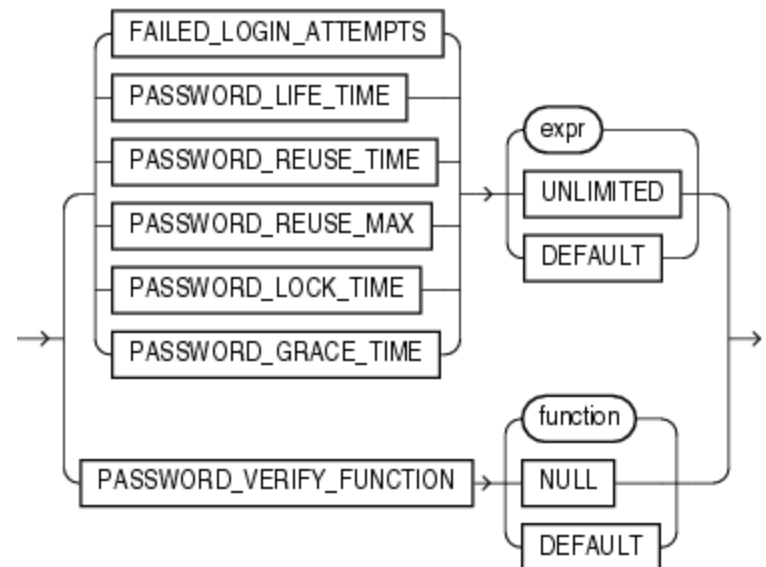 FAILED_LOGIN_ATTEMPTS
PASSWORD_LIFE_TIME
PASSWORD_REUSE_TIME
PASSWORD_REUSE_MAX
PASSWORD_LOCK_TIME
PASSWORD_GRACE_TIME
expr
UNLIMITED
DEFAULT
PASSWORD_VERIFY_FUNCTION
function
NULL
DEFAULT